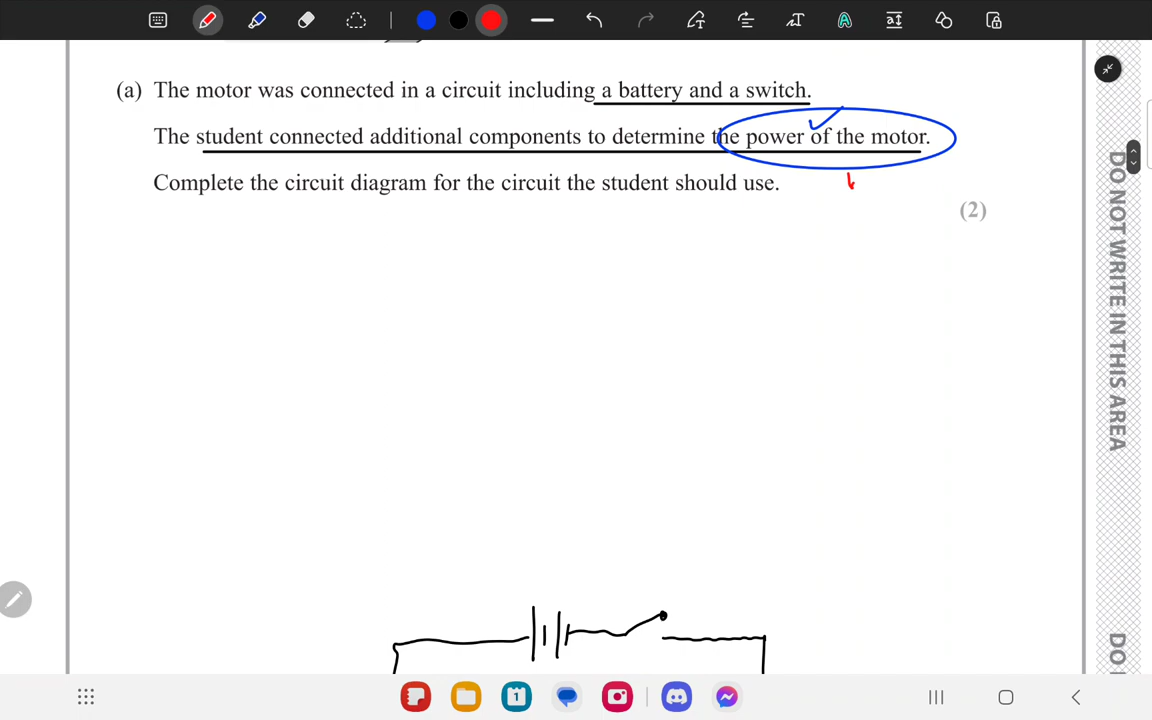 (a) The motor was connected in a circuit including a battery and a switch.
The student connected additional components to determine the power of the motor.
Complete the circuit diagram for the circuit the student should use.
(2)
DO NOT WRITE IN THIS AREA
DO